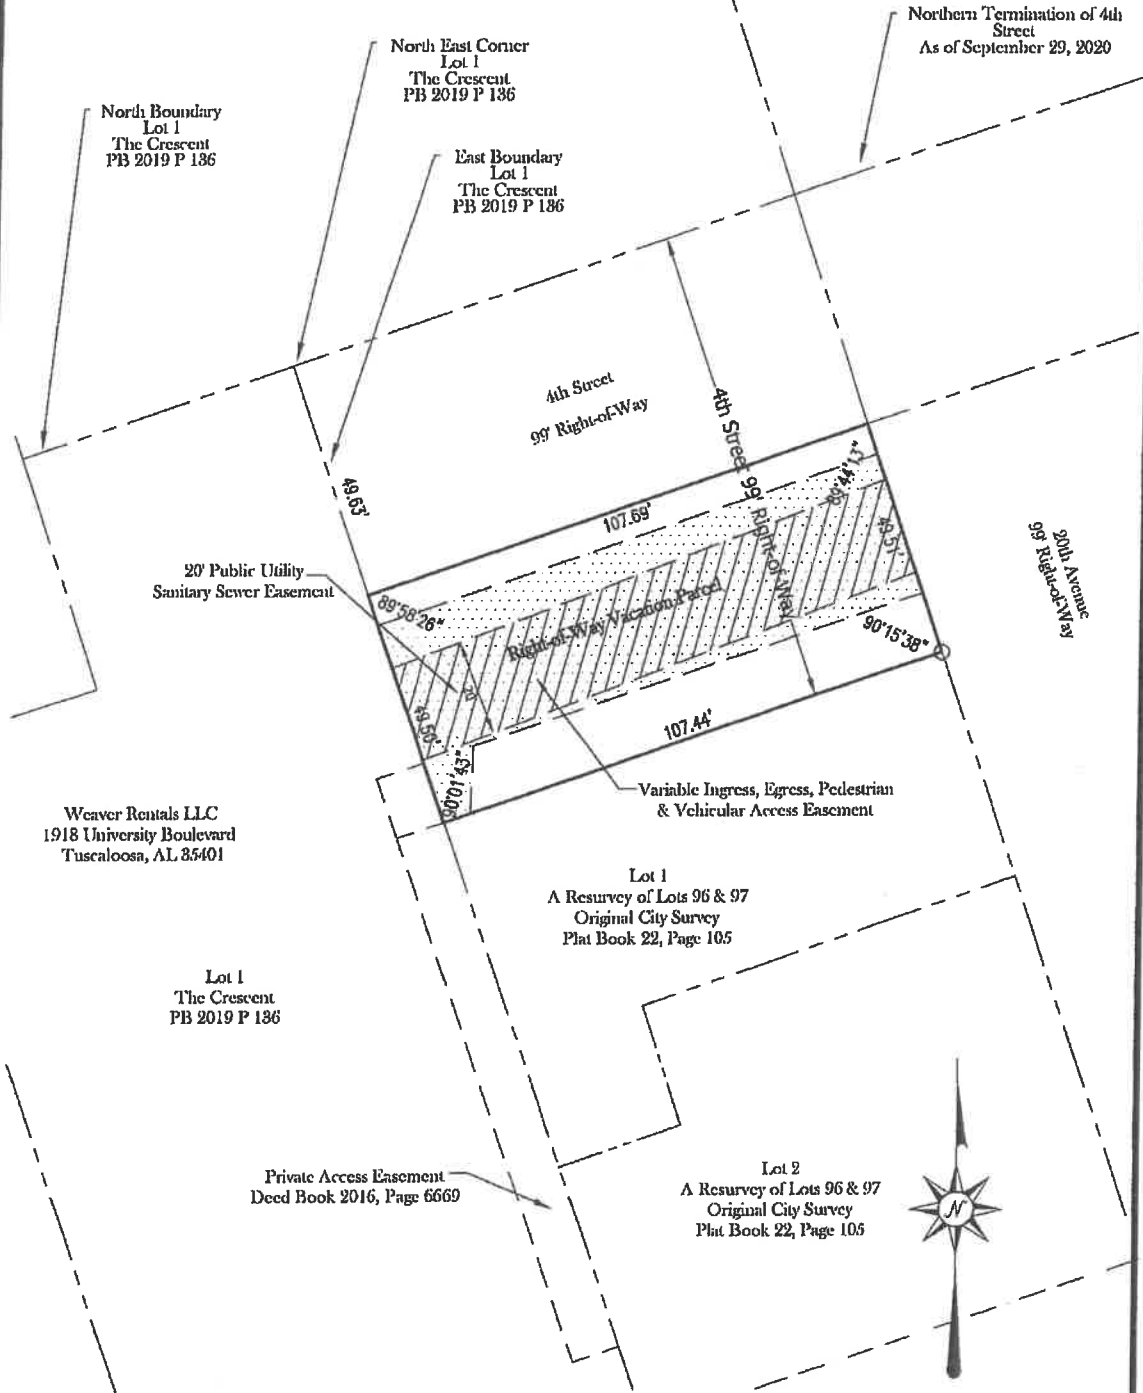 Northern Termination of 4th
Street
As of September 29, 2020
North East Corner
Lot 1
The Crescent
PB 2019 P 136
North Boundary
Lot 1
The Crescent
PB 2019 P 136
East Boundary
Lot 1
The Crescent
PB 2019 P 136
4th Street
99' Right-of-Way
4th Street 99' Right-of-Way
49.63'
107.69'
89°44'13"
49.51'
20th Avenue
99' Right-of-Way
20' Public Utility
Sanitary Sewer Easement
89°58'26"
Right-of-Way Vacation Parcel
90°15'38"
20'
49.50'
107.44'
90°01'43"
Variable Ingress, Egress, Pedestrian
& Vehicular Access Easement
Weaver Rentals LLC
1918 University Boulevard
Tuscaloosa, AL 35401
Lot 1
A Resurvey of Lots 96 & 97
Original City Survey
Plat Book 22, Page 105
Lot 1
The Crescent
PB 2019 P 136
Private Access Easement
Deed Book 2016, Page 6669
Lot 2
A Resurvey of Lots 96 & 97
Original City Survey
Plat Book 22, Page 105
N